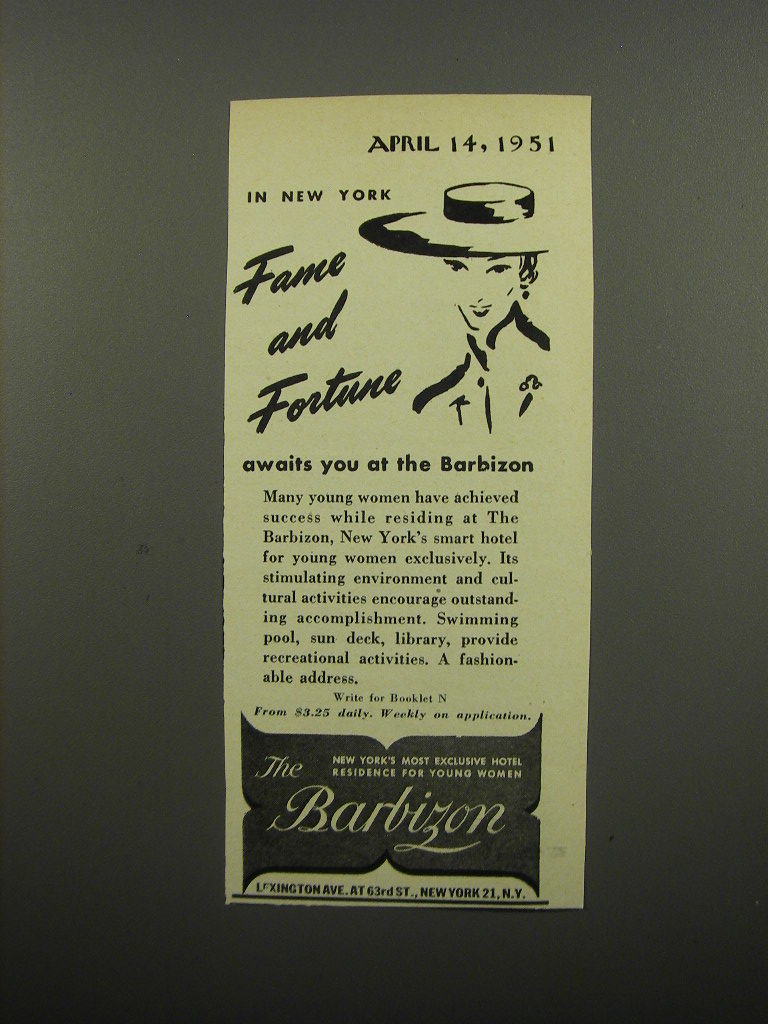 APRIL 14, 1951
IN NEW YORK
Fame
and
Fortune
awaits you at the Barbizon
Many young women have achieved
success while residing at The
Barbizon, New York's smart hotel
for young women exclusively. Its
stimulating environment and cul-
tural activities encourage outstand-
ing accomplishment. Swimming
pool, sun deck, library, provide
recreational activities. A fashion-
able address.
Write for Booklet N
From $3.25 daily. Weekly on application.
The
NEW YORK'S MOST EXCLUSIVE HOTEL
RESIDENCE FOR YOUNG WOMEN
Barbizon
LEXINGTON AVE. AT 63rd ST., NEW YORK 21, N.Y.